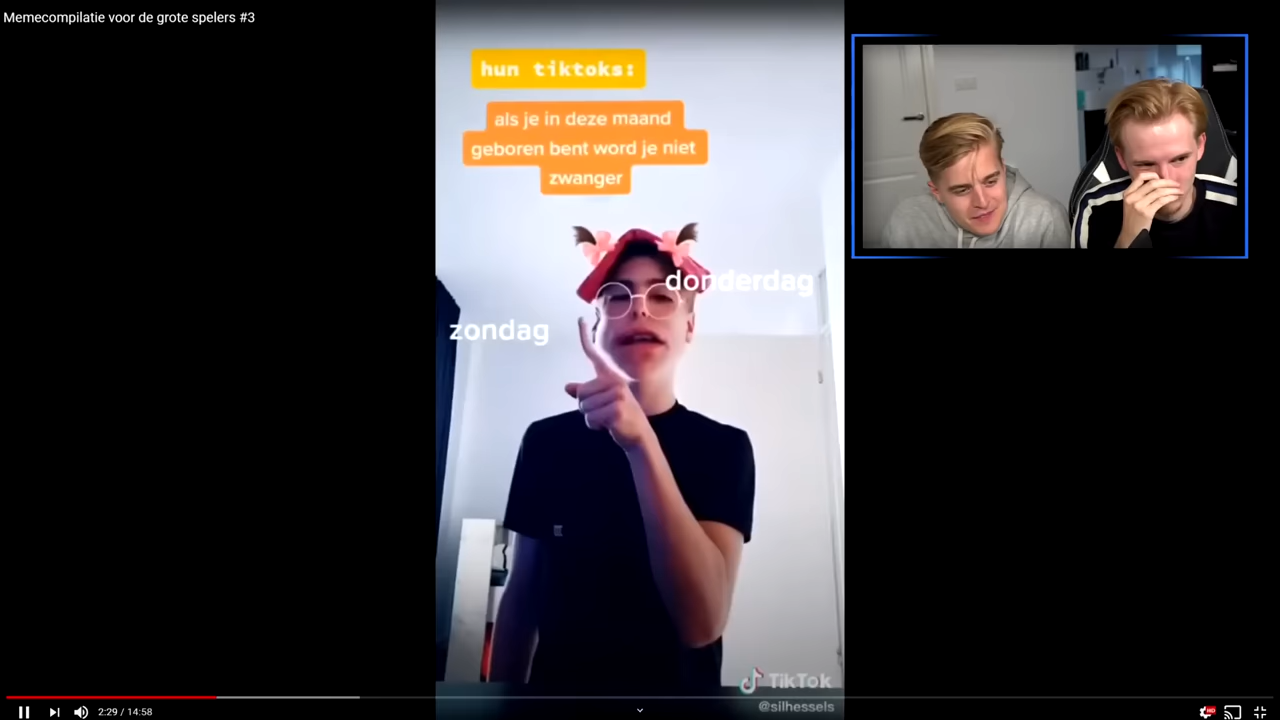 Memecompilatie voor de grote spelers #3
hun tiktoks:
als je in deze maand
geboren bent word je niet
zwanger
donderdag
zondag
TikTok
@silhessels
2:29 / 14:58
HD